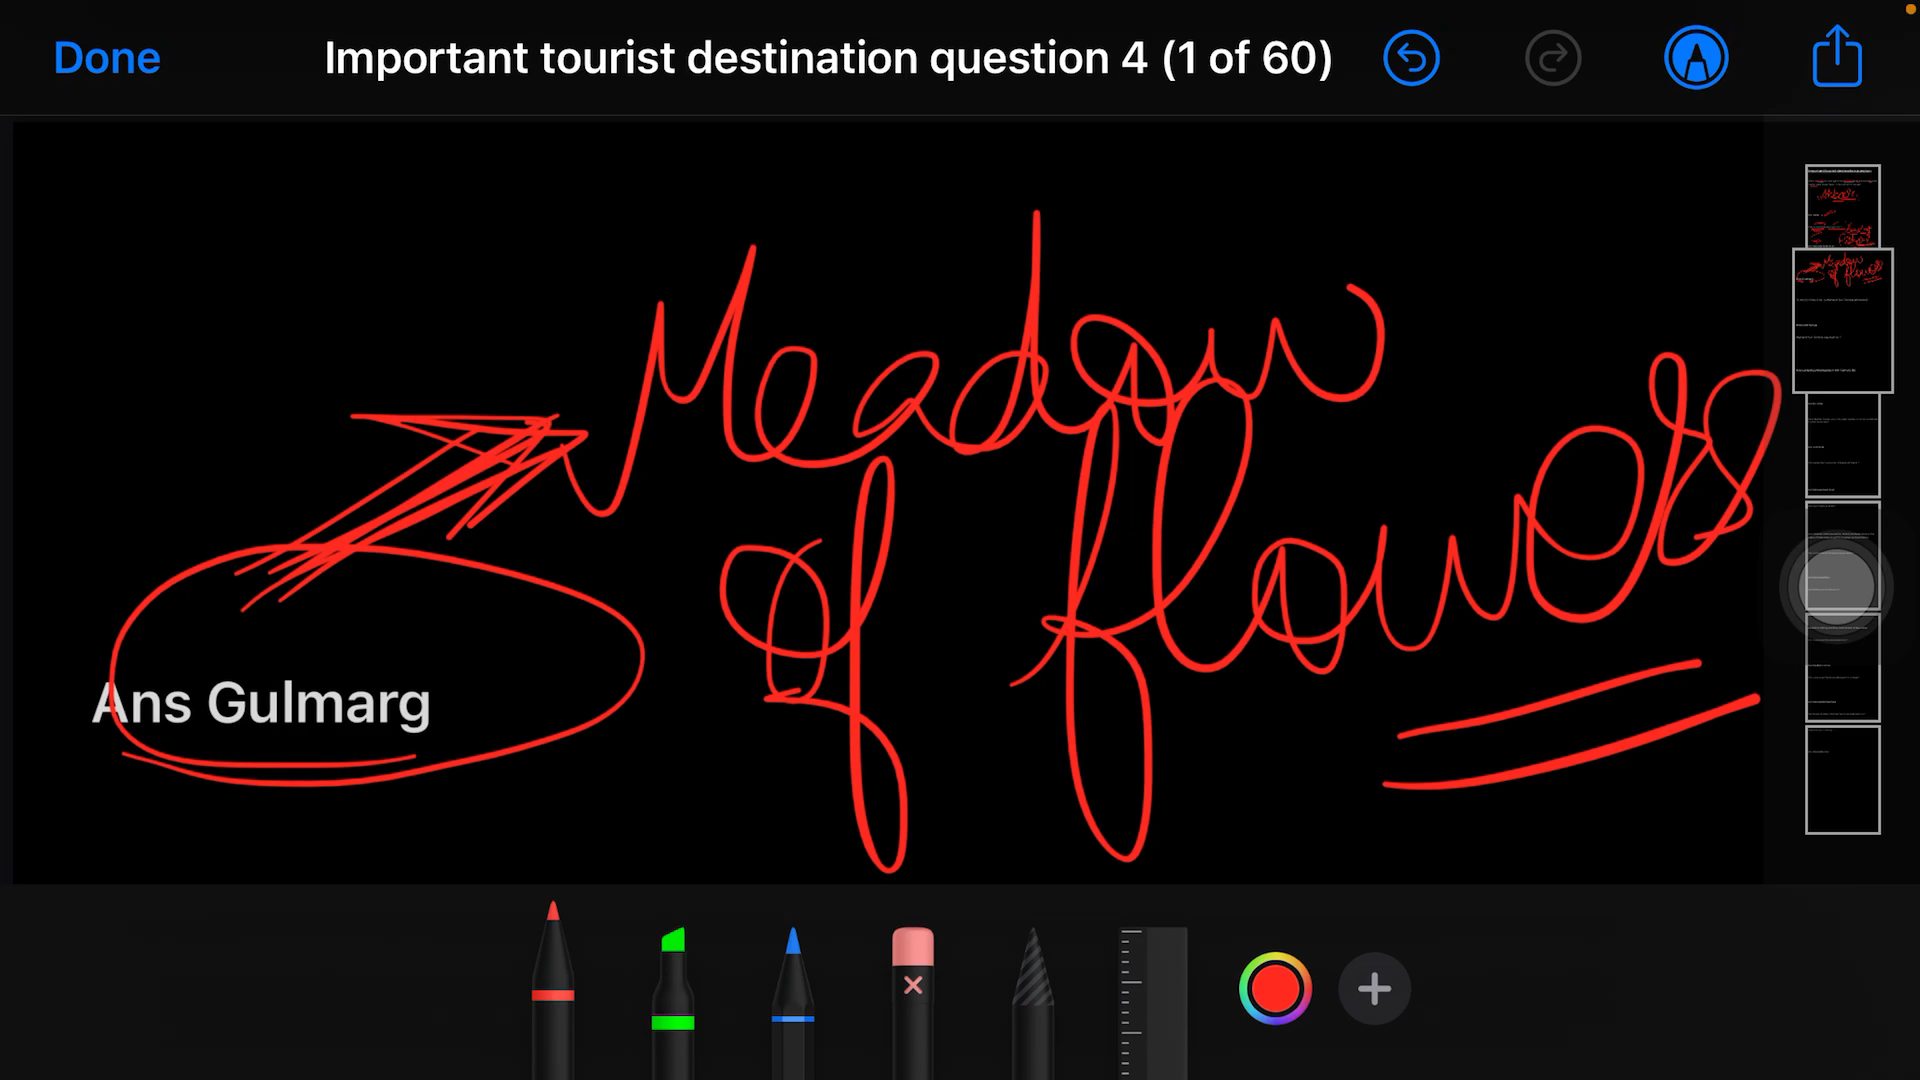 Done
Important tourist destination question 4 (1 of 60)
Meadow
of flowers
Ans Gulmarg